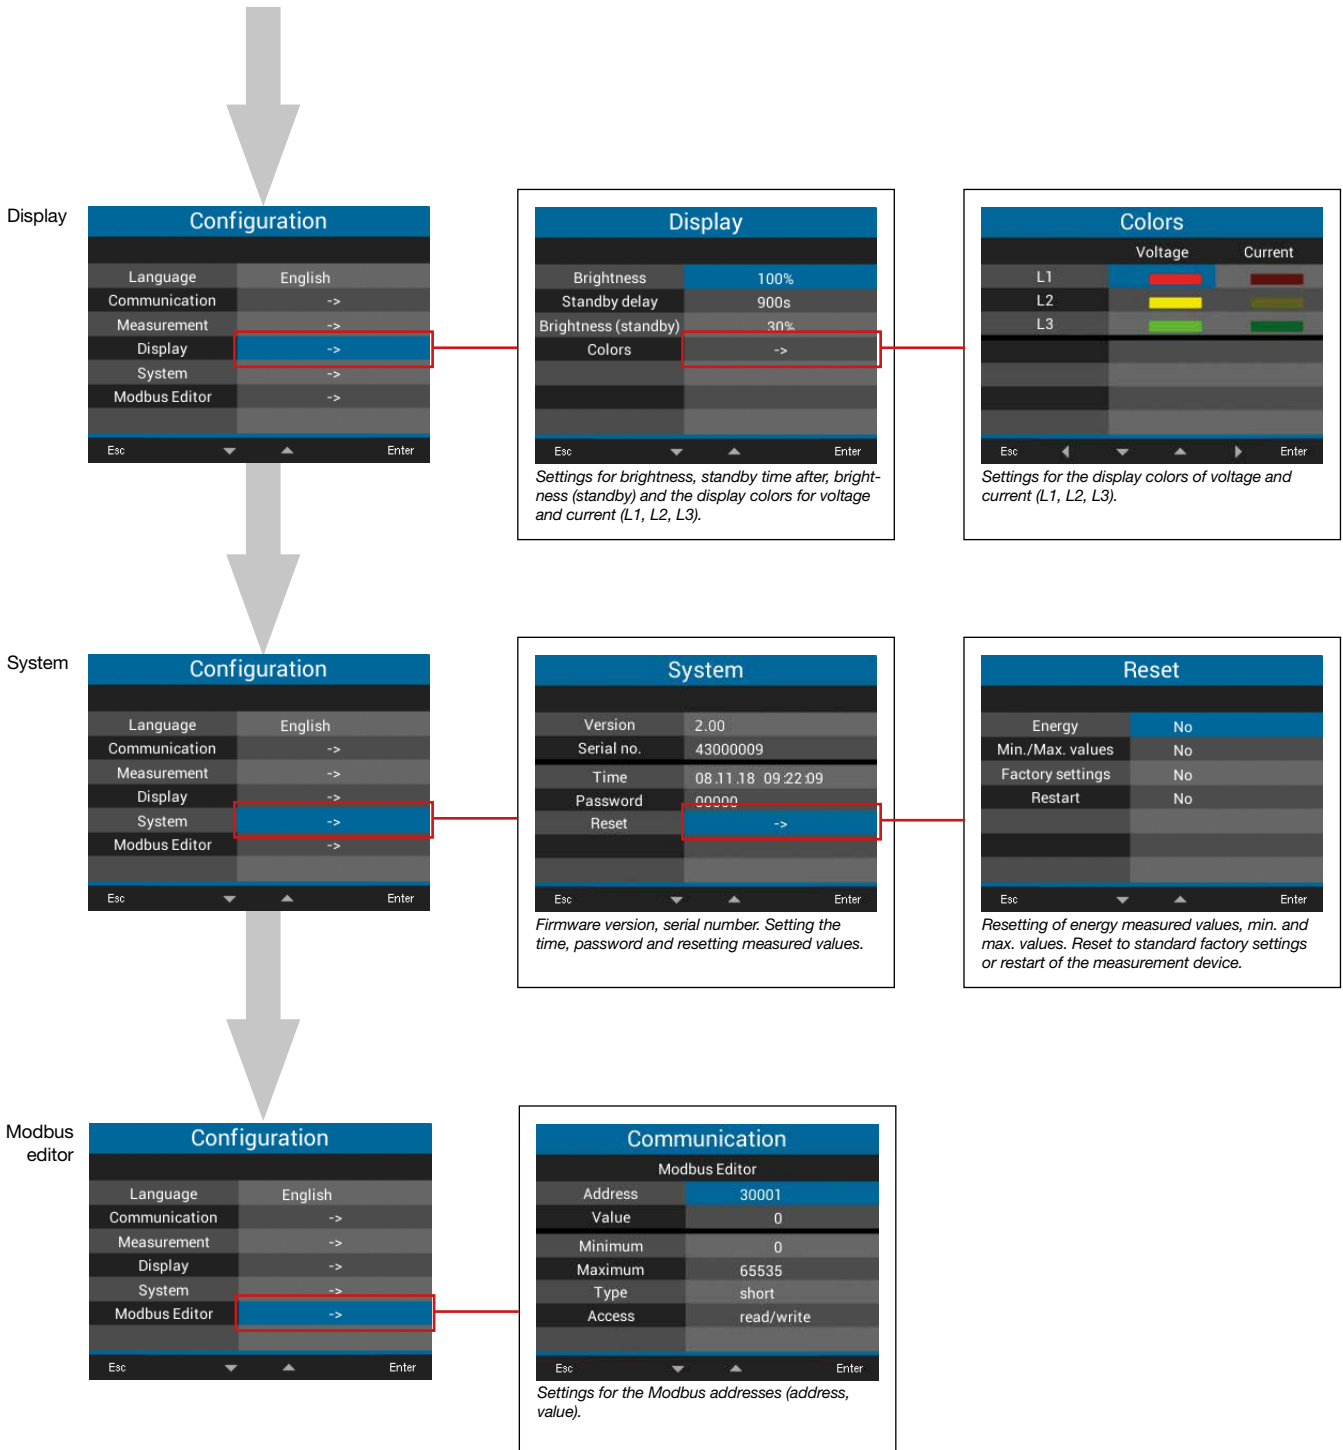 Display
Configuration
Language English
Communication ->
Measurement ->
Display ->
System ->
Modbus Editor ->
Esc Enter
Display
Brightness 100%
Standby delay 900s
Brightness (standby) 30%
Colors ->
Esc Enter
Settings for brightness, standby time after, bright-
ness (standby) and the display colors for voltage
and current (L1, L2, L3).
Colors
Voltage Current
L1
L2
L3
Esc Enter
Settings for the display colors of voltage and
current (L1, L2, L3).
System
Configuration
Language English
Communication ->
Measurement ->
Display ->
System ->
Modbus Editor ->
Esc Enter
System
Version 2.00
Serial no. 43000009
Time 08.11.18 09:22:09
Password 00000
Reset ->
Esc Enter
Firmware version, serial number. Setting the
time, password and resetting measured values.
Reset
Energy No
Min./Max. values No
Factory settings No
Restart No
Esc Enter
Resetting of energy measured values, min. and
max. values. Reset to standard factory settings
or restart of the measurement device.
Modbus
editor
Configuration
Language English
Communication ->
Measurement ->
Display ->
System ->
Modbus Editor ->
Esc Enter
Communication
Modbus Editor
Address 30001
Value 0
Minimum 0
Maximum 65535
Type short
Access read/write
Esc Enter
Settings for the Modbus addresses (address,
value).